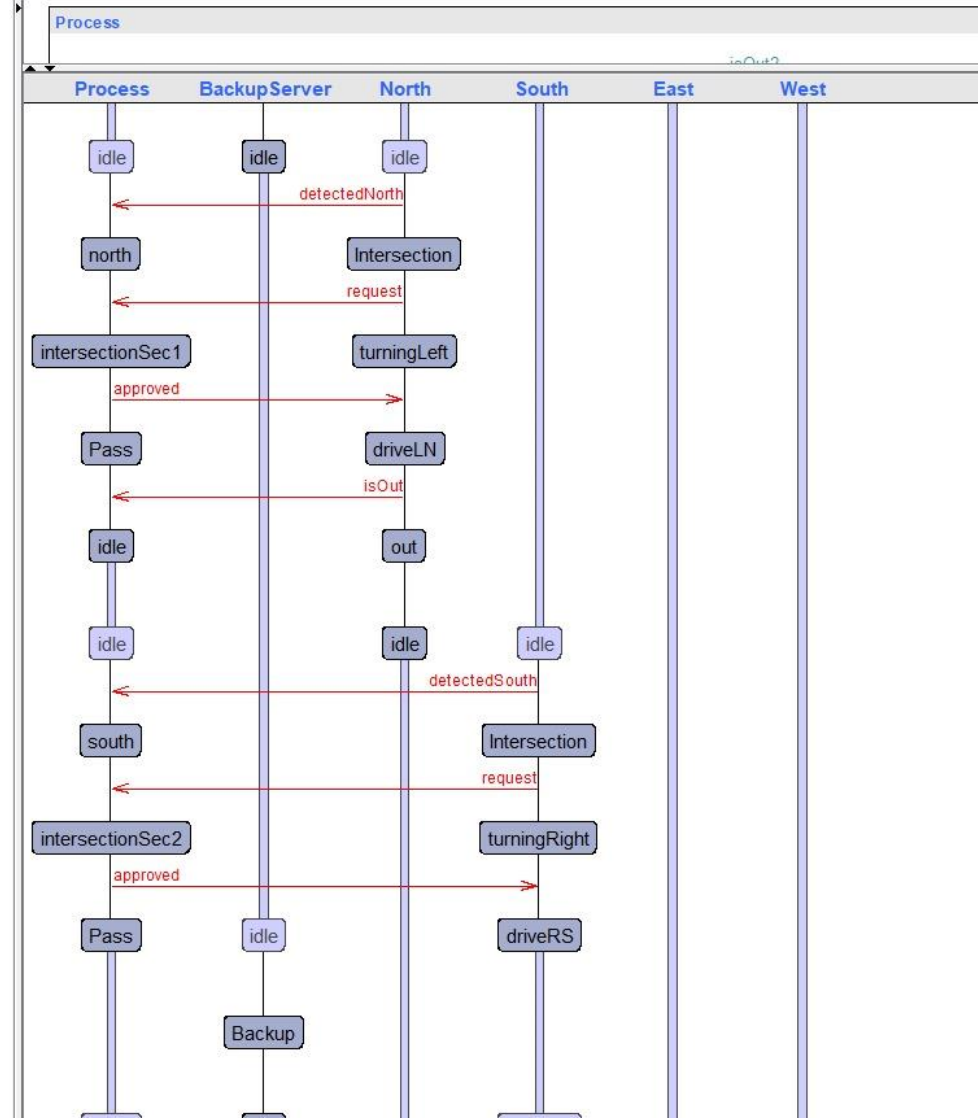 Process
isOut2
Process BackupServer North South East West
idle idle idle
detectedNorth
north Intersection
request
intersectionSec1 turningLeft
approved
Pass driveLN
isOut
idle out
idle idle idle
detectedSouth
south Intersection
request
intersectionSec2 turningRight
approved
Pass idle driveRS
Backup